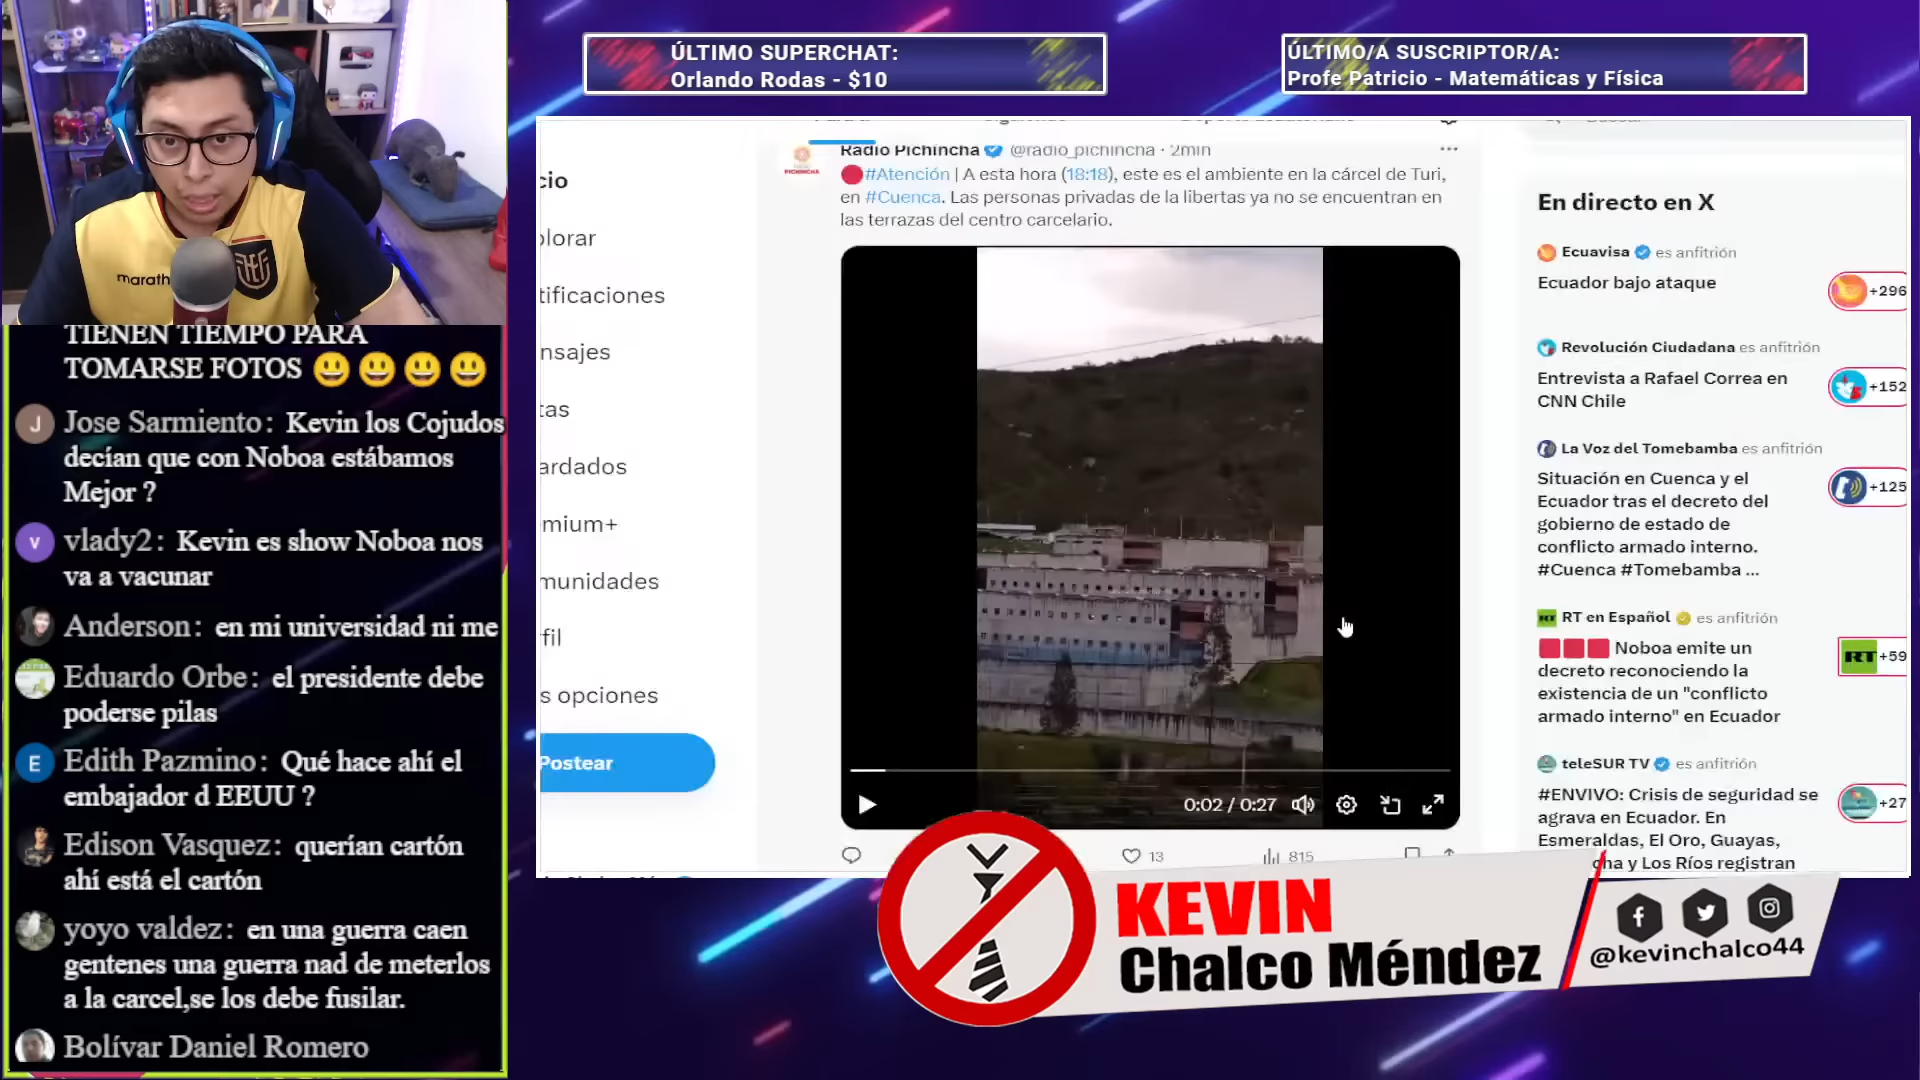 ÚLTIMO SUPERCHAT:
Orlando Rodas - $10
ÚLTIMO/A SUSCRIPTOR/A:
Profe Patricio - Matemáticas y Física
marath
TIENEN TIEMPO PARA
TOMARSE FOTOS 😃 😃 😃 😃
Jose Sarmiento: Kevin los Cojudos
decían que con Noboa estábamos
Mejor ?
vlady2: Kevin es show Noboa nos
va a vacunar
Anderson: en mi universidad ni me
Eduardo Orbe: el presidente debe
poderse pilas
Edith Pazmino: Qué hace ahí el
embajador d EEUU ?
Edison Vasquez: querían cartón
ahí está el cartón
yoyo valdez: en una guerra caen
gentenes una guerra nad de meterlos
a la carcel,se los debe fusilar.
Bolívar Daniel Romero
cio
olorar
tificaciones
nsajes
tas
ardados
mium+
munidades
fil
s opciones
Postear
Radio Pichincha @radio_pichincha · 2min
PICHINCHA
🔴#Atención | A esta hora (18:18), este es el ambiente en la cárcel de Turi,
en #Cuenca. Las personas privadas de la libertas ya no se encuentran en
las terrazas del centro carcelario.
0:02 / 0:27
13
815
En directo en X
Ecuavisa es anfitrión
Ecuador bajo ataque
+296
Revolución Ciudadana es anfitrión
Entrevista a Rafael Correa en
CNN Chile
+152
La Voz del Tomebamba es anfitrión
Situación en Cuenca y el
Ecuador tras el decreto del
gobierno de estado de
conflicto armado interno.
#Cuenca #Tomebamba ...
+125
RT en Español es anfitrión
🟥🟥🟥 Noboa emite un
decreto reconociendo la
existencia de un "conflicto
armado interno" en Ecuador
RT +59
teleSUR TV es anfitrión
#ENVIVO: Crisis de seguridad se
agrava en Ecuador. En
Esmeraldas, El Oro, Guayas,
ha y Los Ríos registran
+27
KEVIN
Chalco Méndez
@kevinchalco44